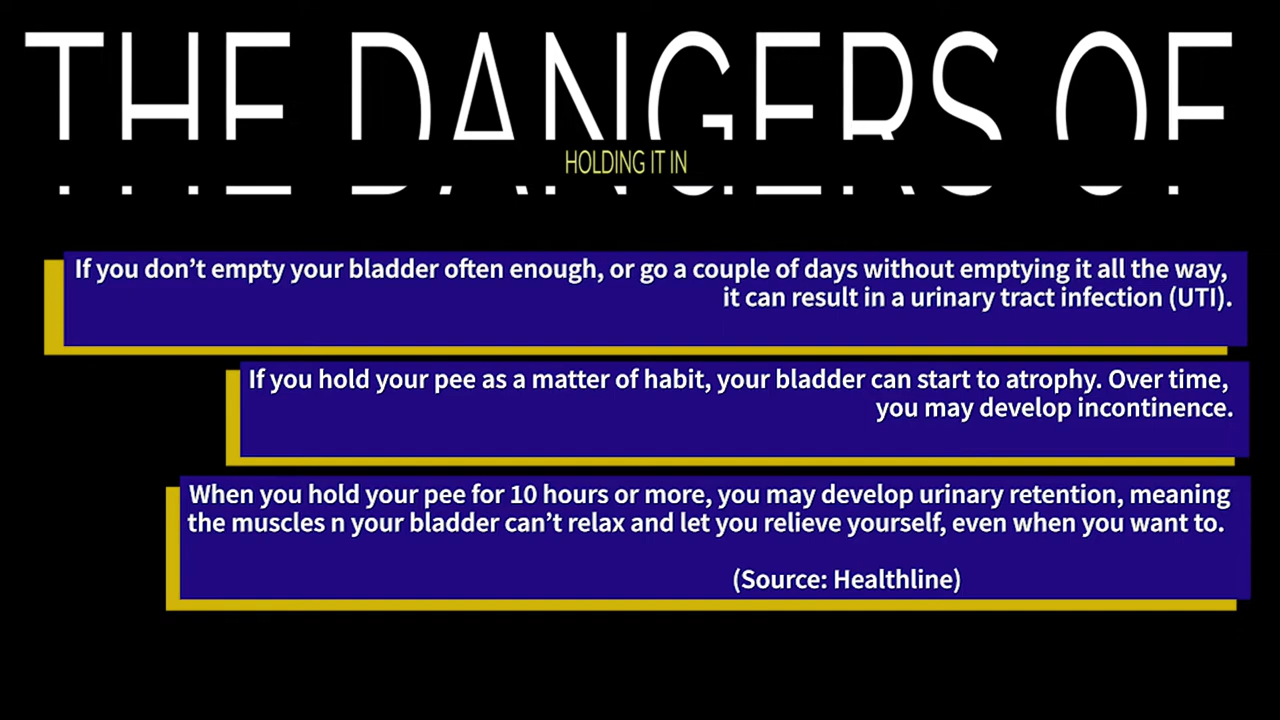 THE DANGERS OF
HOLDING IT IN
If you don’t empty your bladder often enough, or go a couple of days without emptying it all the way,
it can result in a urinary tract infection (UTI).
If you hold your pee as a matter of habit, your bladder can start to atrophy. Over time,
you may develop incontinence.
When you hold your pee for 10 hours or more, you may develop urinary retention, meaning
the muscles n your bladder can’t relax and let you relieve yourself, even when you want to.
(Source: Healthline)